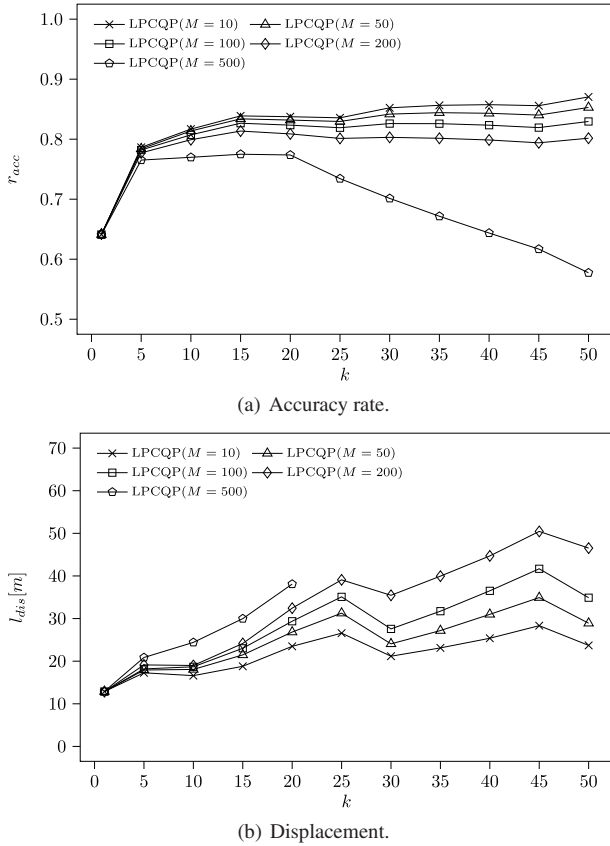 1.0
0.9
0.8
0.7
0.6
0.5
r_acc
LPCQP(M = 10) LPCQP(M = 50)
LPCQP(M = 100) LPCQP(M = 200)
LPCQP(M = 500)
0 5 10 15 20 25 30 35 40 45 50
k
(a) Accuracy rate.
70
60
50
40
30
20
10
0
l_dis[m]
LPCQP(M = 10) LPCQP(M = 50)
LPCQP(M = 100) LPCQP(M = 200)
LPCQP(M = 500)
0 5 10 15 20 25 30 35 40 45 50
k
(b) Displacement.